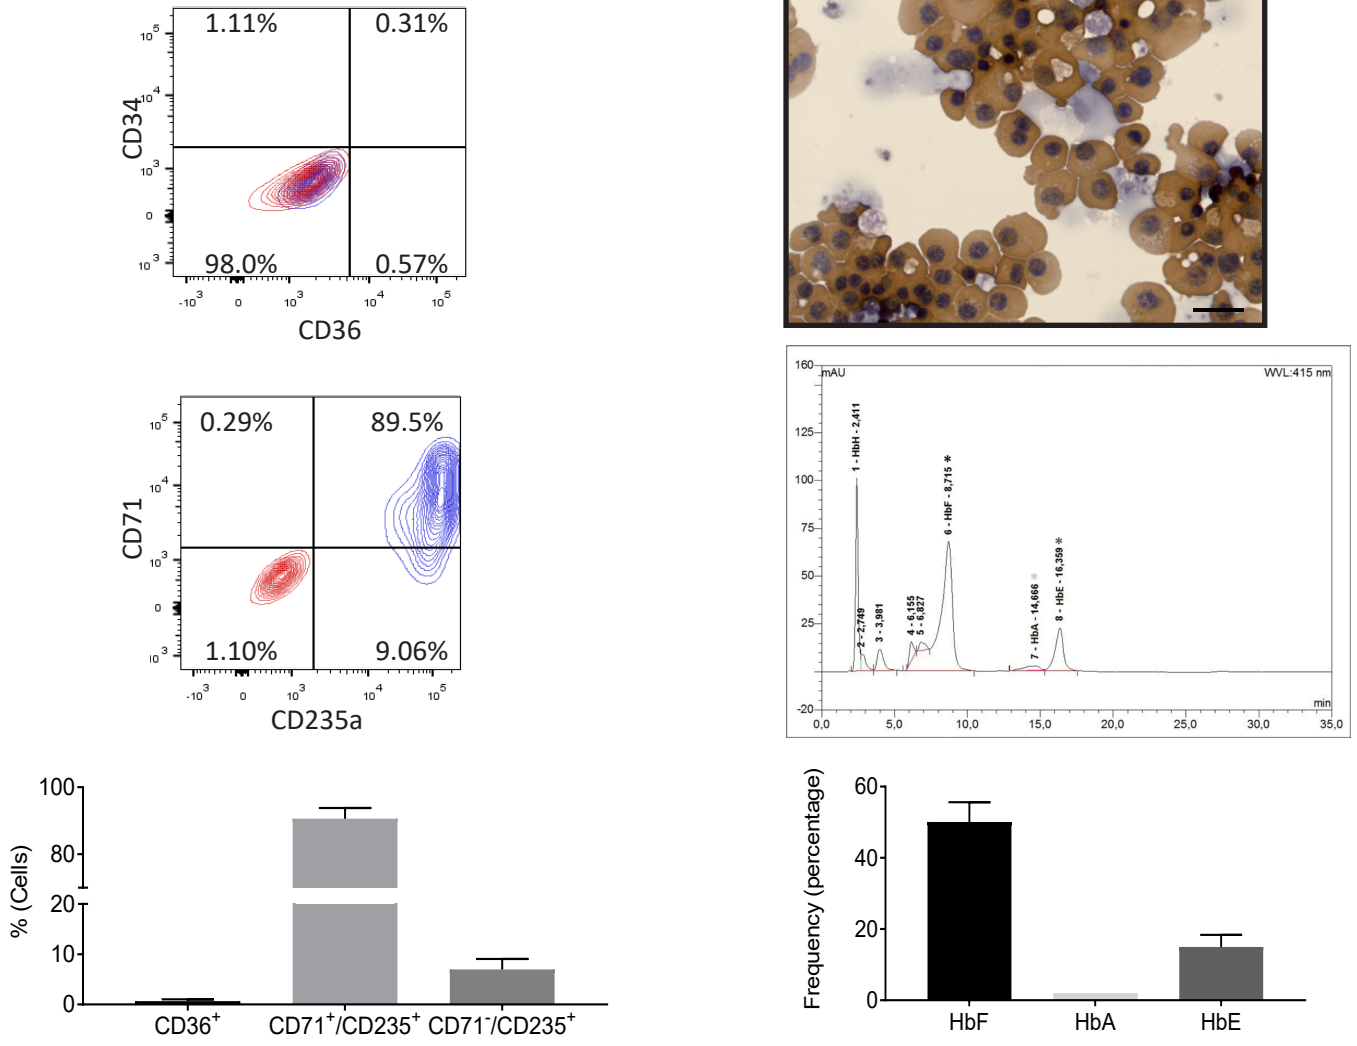 1.11%
0.31%
10^5
10^4
10^3
0
10^3
CD34
98.0%
0.57%
-10^3
0
10^3
10^4
10^5
CD36
0.29%
89.5%
10^5
10^4
10^3
0
10^3
CD71
1.10%
9.06%
-10^3
0
10^3
10^4
10^5
CD235a
100
80
20
10
0
% (Cells)
CD36+
CD71+/CD235+
CD71-/CD235+
160
mAU
WVL:415 nm
125
100
75
50
25
-20
1 - HbH - 2,411
2 - 2,749
3 - 3,981
4 - 6,155
5 - 6,827
6 - HbF - 8,715 *
7 - HbA - 14,666 *
8 - HbE - 16,359 *
min
0,0
5,0
10,0
15,0
20,0
25,0
30,0
35,0
60
40
20
0
Frequency (percentage)
HbF
HbA
HbE